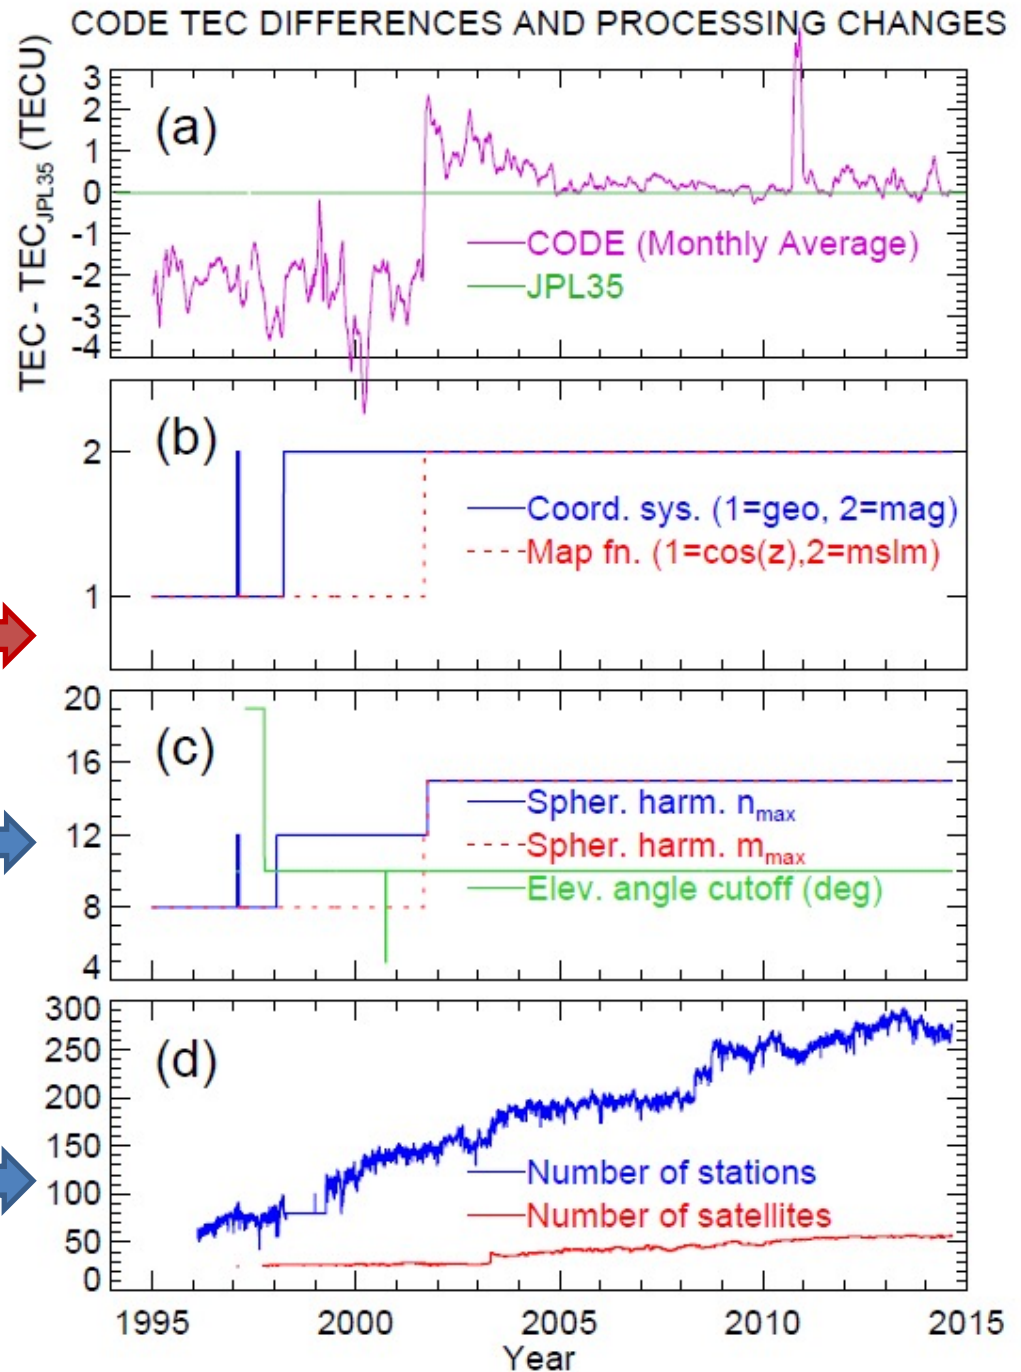 CODE TEC DIFFERENCES AND PROCESSING CHANGES
TEC - TEC_JPL35 (TECU)
3
2
1
0
-1
-2
-3
-4
(a)
CODE (Monthly Average)
JPL35
2
1
(b)
Coord. sys. (1=geo, 2=mag)
Map fn. (1=cos(z),2=mslm)
20
16
12
8
4
(c)
Spher. harm. n_max
Spher. harm. m_max
Elev. angle cutoff (deg)
300
250
200
150
100
50
0
(d)
Number of stations
Number of satellites
1995 2000 2005 2010 2015
Year